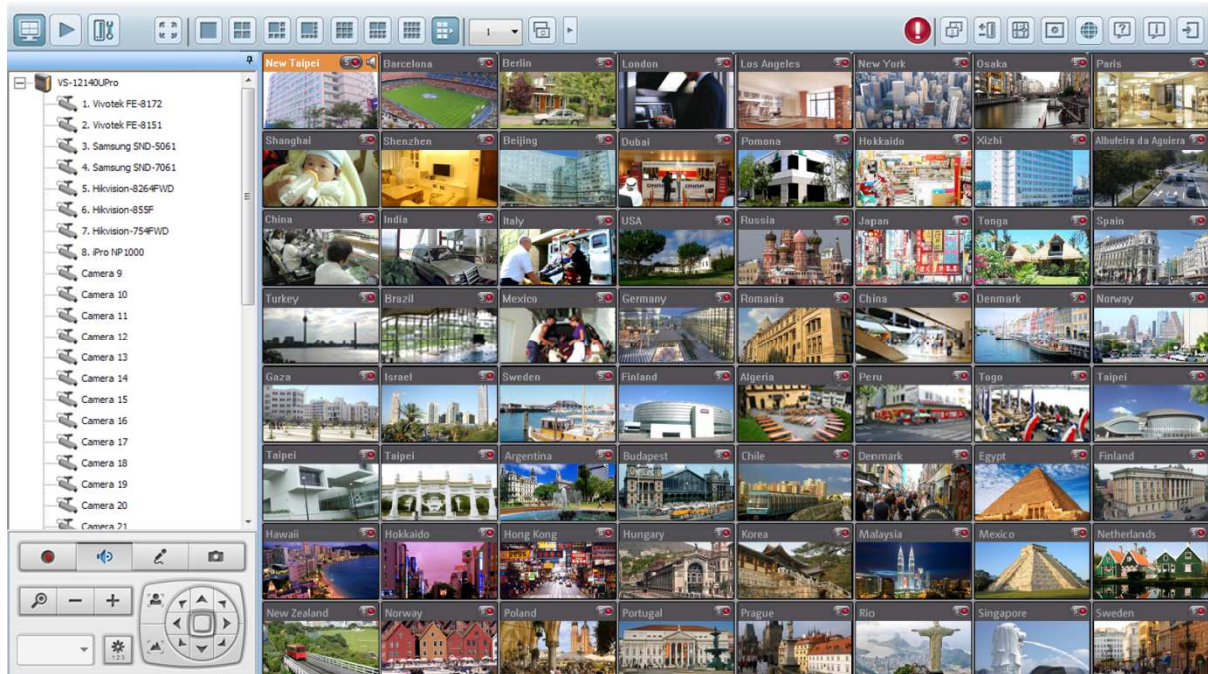 1
VS-12140UPro
1. Vivotek FE-8172
2. Vivotek FE-8151
3. Samsung SND-5061
4. Samsung SND-7061
5. Hikvision-8264FWD
6. Hikvision-855F
7. Hikvision-754FWD
8. iPro NP1000
Camera 9
Camera 10
Camera 11
Camera 12
Camera 13
Camera 14
Camera 15
Camera 16
Camera 17
Camera 18
Camera 19
Camera 20
Camera 21
123
New Taipei Barcelona Berlin London Los Angeles New York Osaka Paris
Shanghai Shenzhen Beijing Dubai Pomona Hokkaido Xizhi Albufeira da Aguiera
China India Italy USA Russia Japan Tonga Spain
Turkey Brazil Mexico Germany Romania China Denmark Norway
Gaza Israel Sweden Finland Algeria Peru Togo Taipei
Taipei Taipei Argentina Budapest Chile Denmark Egypt Finland
Hawaii Hokkaido Hong Kong Hungary Korea Malaysia Mexico Netherlands
New Zealand Norway Poland Portugal Prague Rio Singapore Sweden